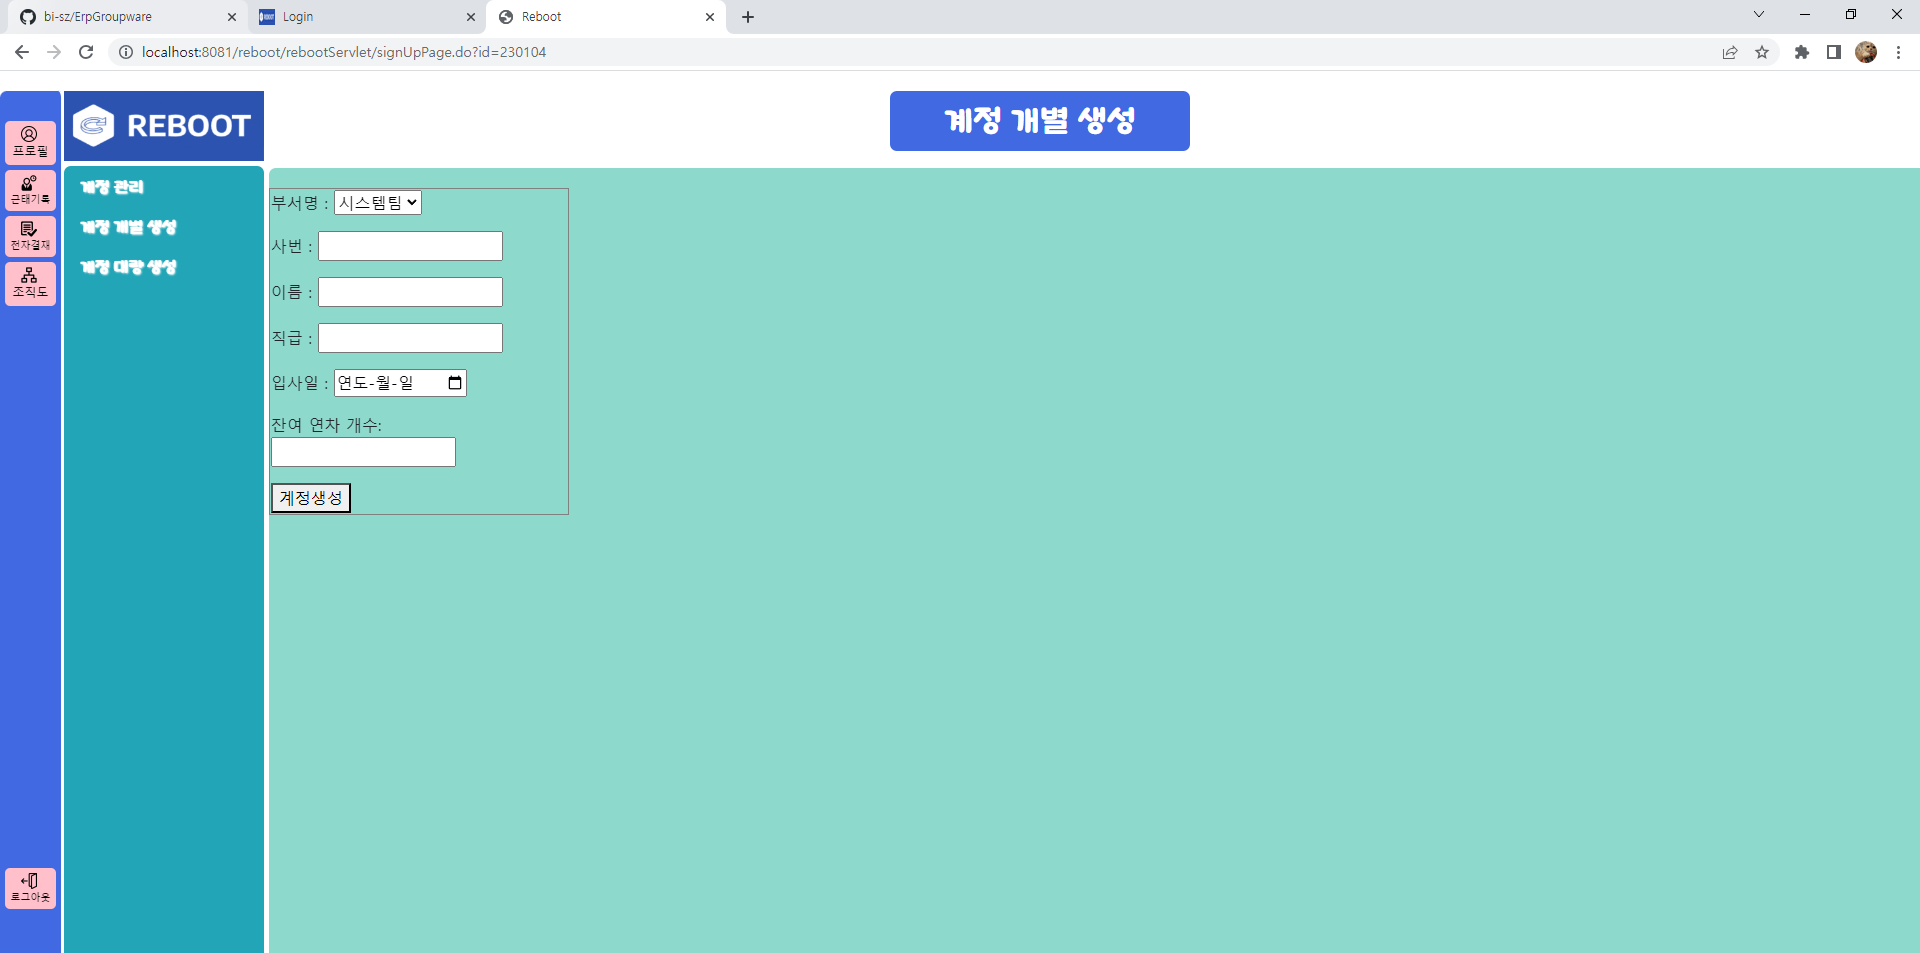 bi-sz/ErpGroupware
Login
Reboot
localhost:8081/reboot/rebootServlet/signUpPage.do?id=230104
프로필
근태기록
전자결재
조직도
로그아웃
REBOOT
계정 관리
계정 개별 생성
계정 대량 생성
계정 개별 생성
부서명 : 시스템팀
사번 :
이름 :
직급 :
입사일 : 연도-월-일
잔여 연차 개수:
계정생성